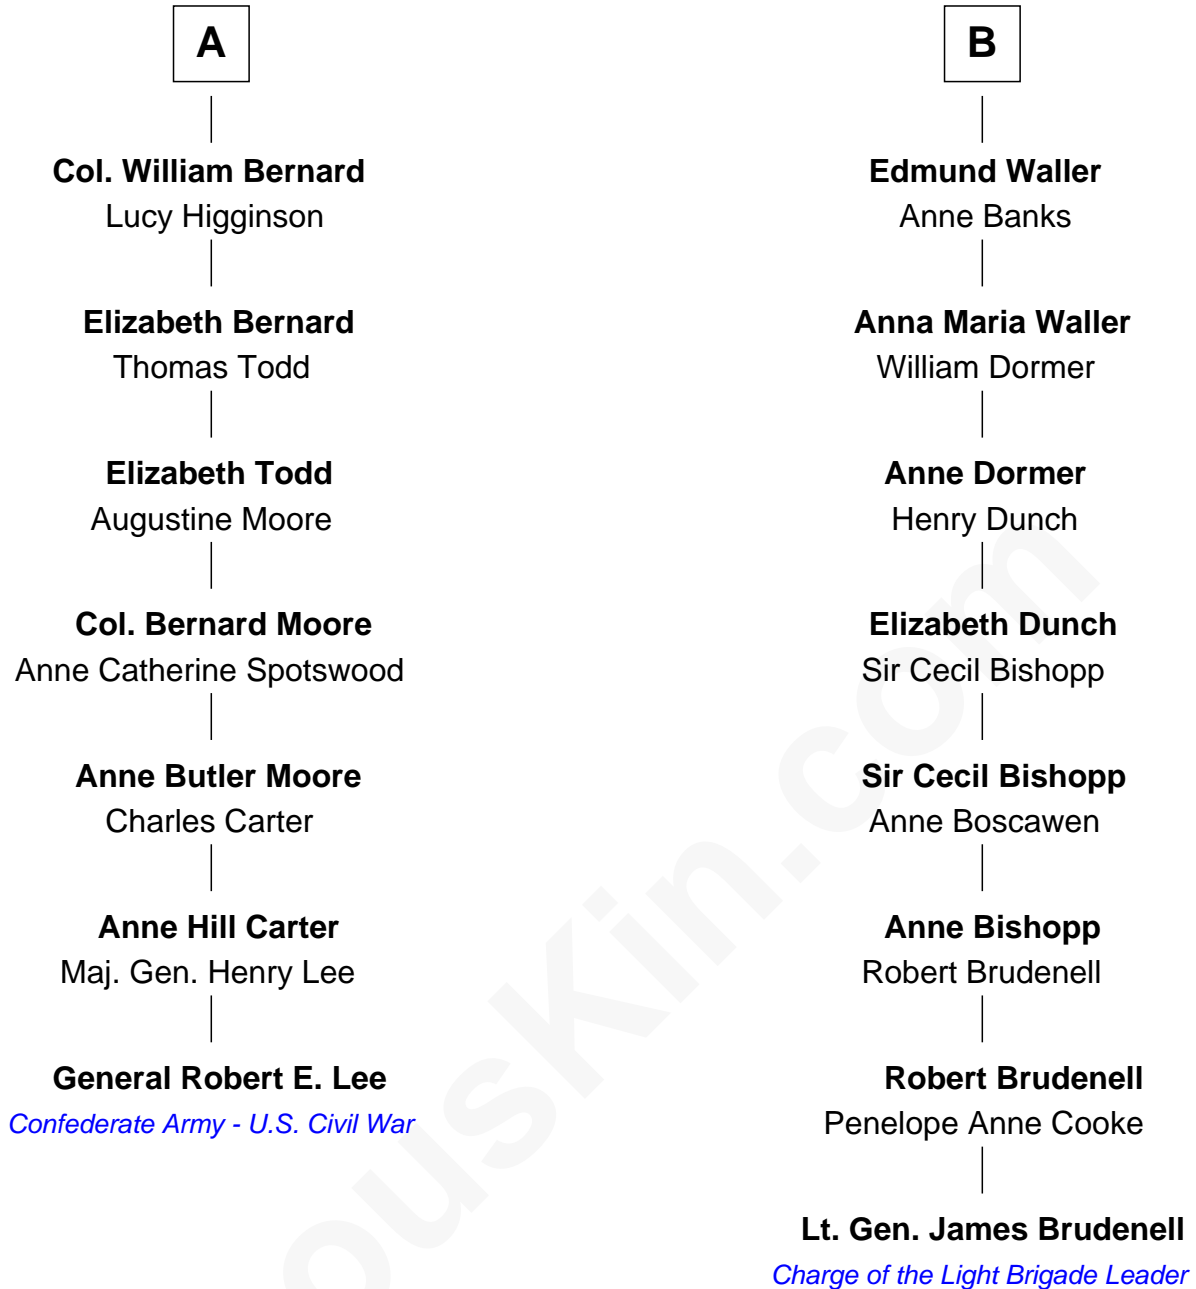 A
Col. William Bernard
Lucy Higginson
Elizabeth Bernard
Thomas Todd
Elizabeth Todd
Augustine Moore
Col. Bernard Moore
Anne Catherine Spotswood
Anne Butler Moore
Charles Carter
Anne Hill Carter
Maj. Gen. Henry Lee
General Robert E. Lee
Confederate Army - U.S. Civil War
B
Edmund Waller
Anne Banks
Anna Maria Waller
William Dormer
Anne Dormer
Henry Dunch
Elizabeth Dunch
Sir Cecil Bishopp
Sir Cecil Bishopp
Anne Boscawen
Anne Bishopp
Robert Brudenell
Robert Brudenell
Penelope Anne Cooke
Lt. Gen. James Brudenell
Charge of the Light Brigade Leader
ouskin.com